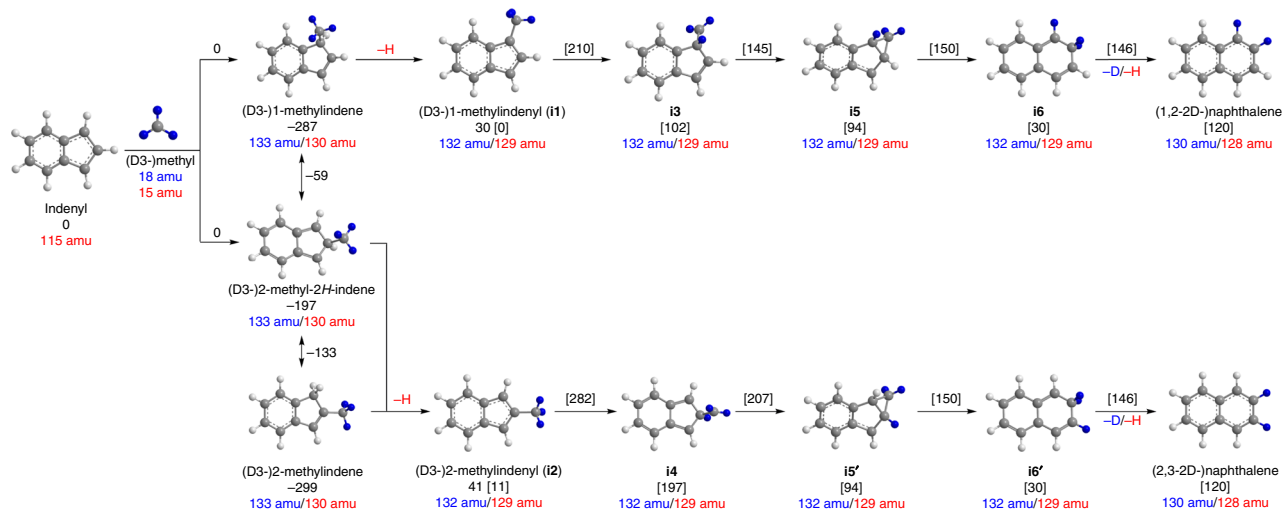 0
–H
[210]
[145]
[150]
[146]
–D/–H
(D3-)1-methylindene
–287
133 amu/130 amu
(D3-)1-methylindenyl (i1)
30 [0]
132 amu/129 amu
i3
[102]
132 amu/129 amu
i5
[94]
132 amu/129 amu
i6
[30]
132 amu/129 amu
(1,2-2D-)naphthalene
[120]
130 amu/128 amu
(D3-)methyl
18 amu
15 amu
Indenyl
0
115 amu
–59
0
(D3-)2-methyl-2H-indene
–197
133 amu/130 amu
–133
–H
[282]
[207]
[150]
[146]
–D/–H
(D3-)2-methylindene
–299
133 amu/130 amu
(D3-)2-methylindenyl (i2)
41 [11]
132 amu/129 amu
i4
[197]
132 amu/129 amu
i5′
[94]
132 amu/129 amu
i6′
[30]
132 amu/129 amu
(2,3-2D-)naphthalene
[120]
130 amu/128 amu